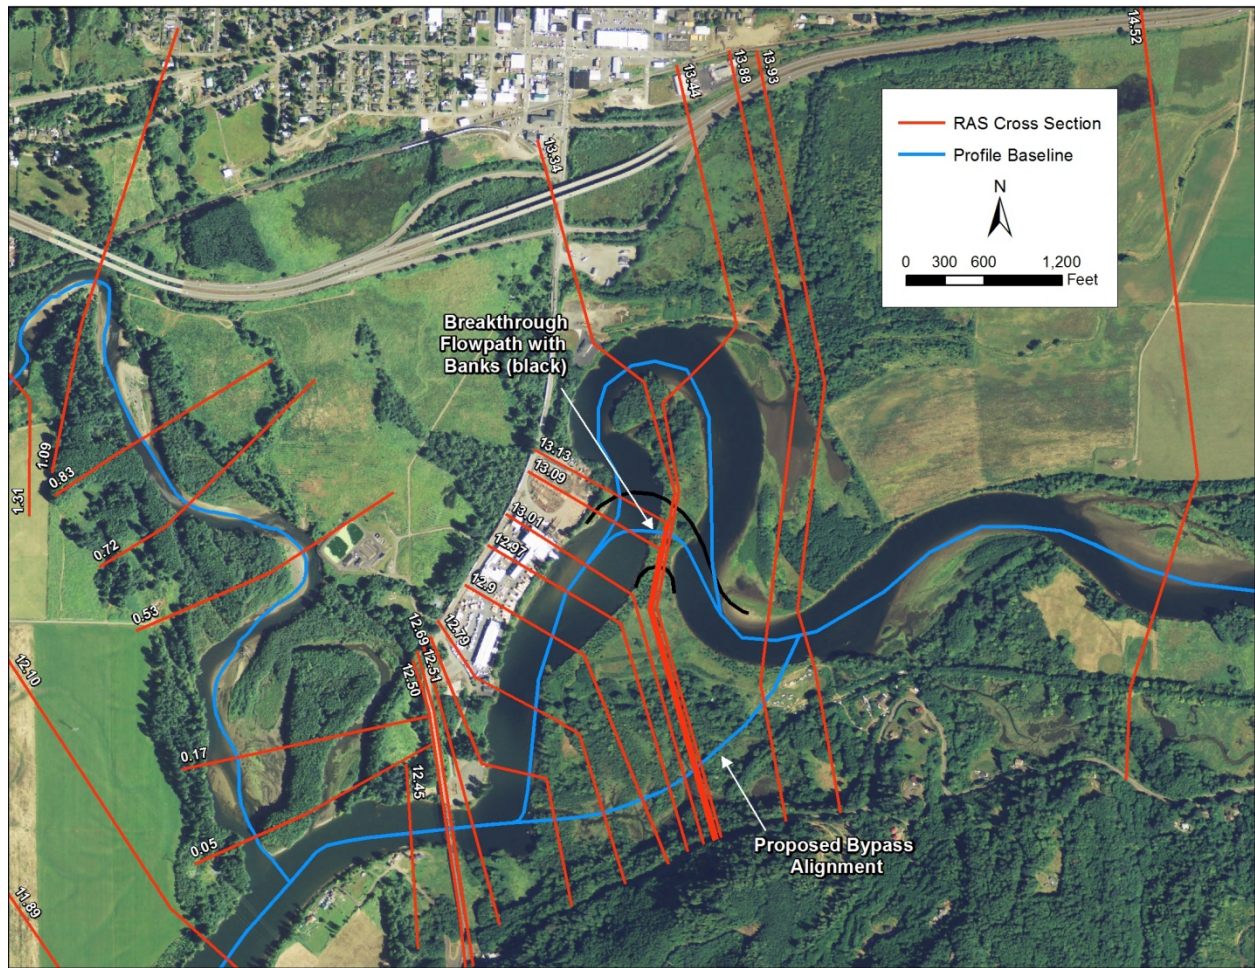 14.52
13.93
13.88
13.44
13.34
RAS Cross Section
Profile Baseline
N
0 300 600 1,200
Feet
Breakthrough
Flowpath with
Banks (black)
1.09
1.31
0.83
0.72
0.53
13.13
13.09
13.01
12.97
12.9
12.79
12.69
12.51
12.50
12.45
12.10
0.17
0.05
11.89
Proposed Bypass
Alignment